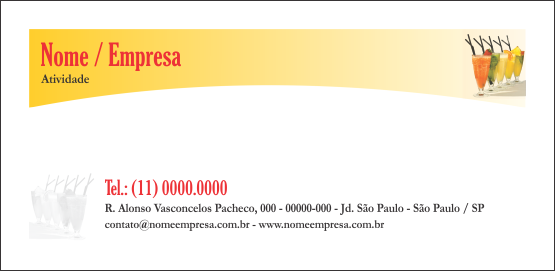 Nome / Empresa
Atividade
Tel.: (11) 0000.0000
R. Alonso Vasconcelos Pacheco, 000 - 00000-000 - Jd. São Paulo - São Paulo / SP
contato@nomeempresa.com.br - www.nomeempresa.com.br